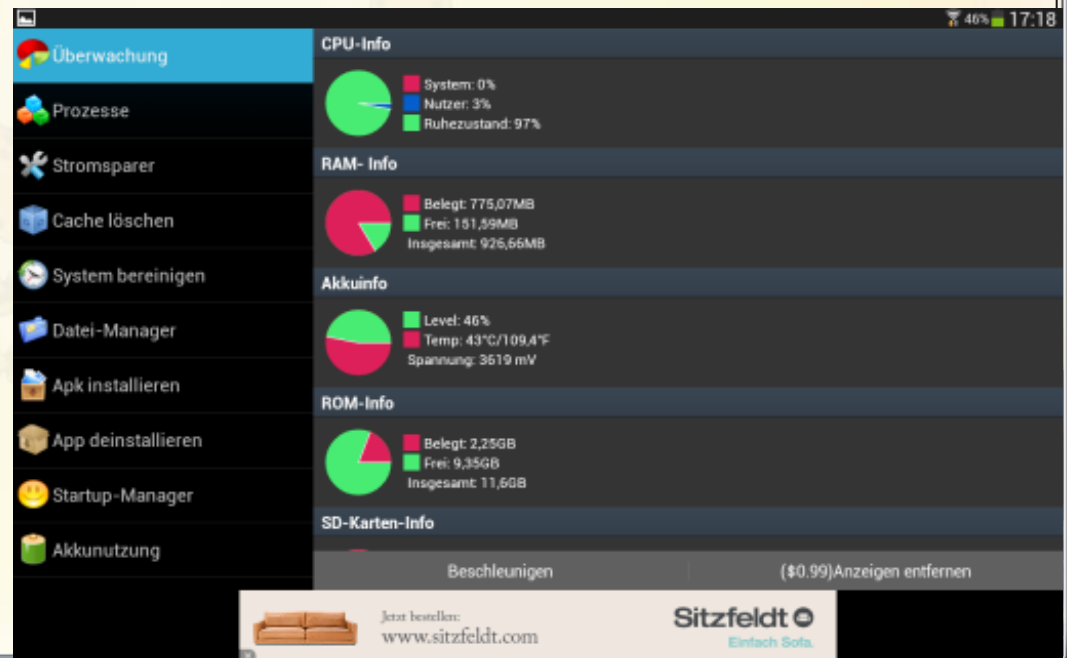 46% 17:18
Überwachung
Prozesse
Stromsparer
Cache löschen
System bereinigen
Datei-Manager
Apk installieren
App deinstallieren
Startup-Manager
Akkunutzung
CPU-Info
System: 0%
Nutzer: 3%
Ruhezustand: 97%
RAM- Info
Belegt: 775,07MB
Frei: 151,59MB
Insgesamt: 926,66MB
Akkuinfo
Level: 46%
Temp: 43°C/109,4°F
Spannung: 3619 mV
ROM-Info
Belegt: 2,25GB
Frei: 9,35GB
Insgesamt: 11,6GB
SD-Karten-Info
Beschleunigen
($0.99)Anzeigen entfernen
Jetzt bestellen:
www.sitzfeldt.com
Sitzfeldt
Einfach Sofa.